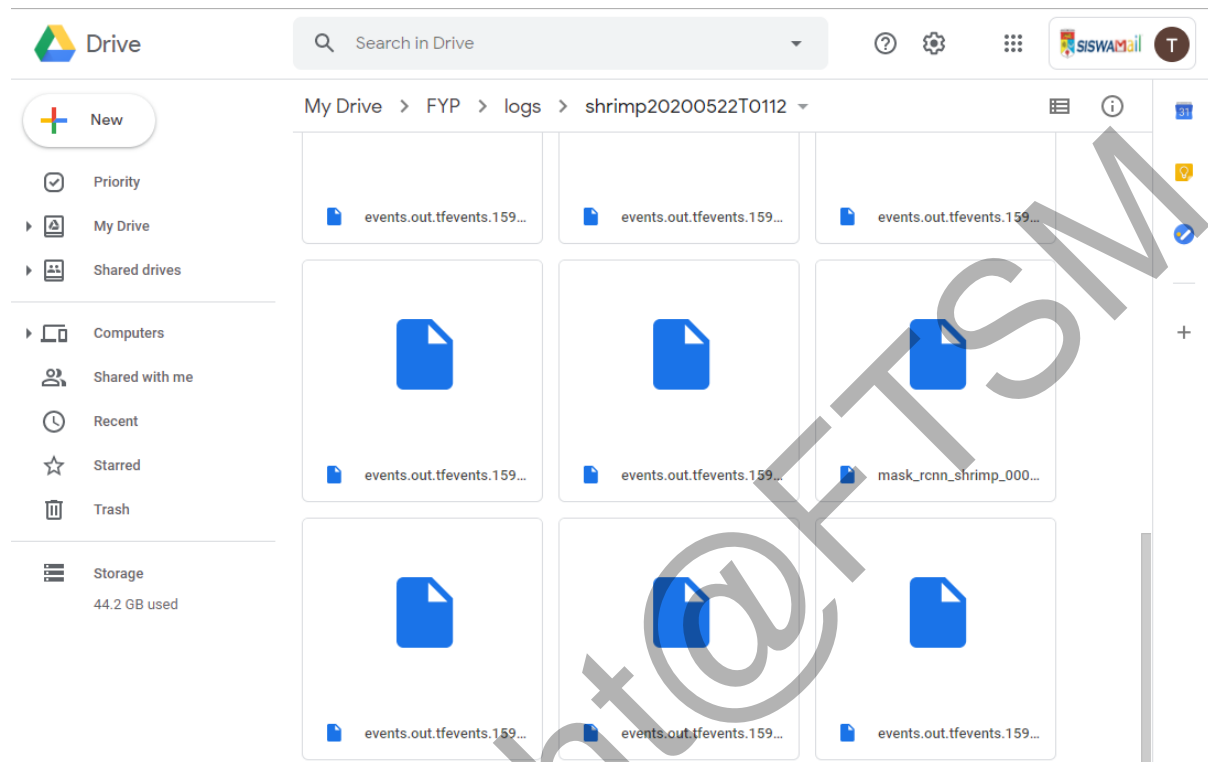 Drive
Search in Drive
SISWAMail
T
New
My Drive > FYP > logs > shrimp20200522T0112
31
Priority
My Drive
Shared drives
Computers
Shared with me
Recent
Starred
Trash
Storage
44.2 GB used
events.out.tfevents.159... events.out.tfevents.159... events.out.tfevents.159...
events.out.tfevents.159... events.out.tfevents.159... mask_rcnn_shrimp_000...
events.out.tfevents.159... events.out.tfevents.159... events.out.tfevents.159...
ht@FTSM